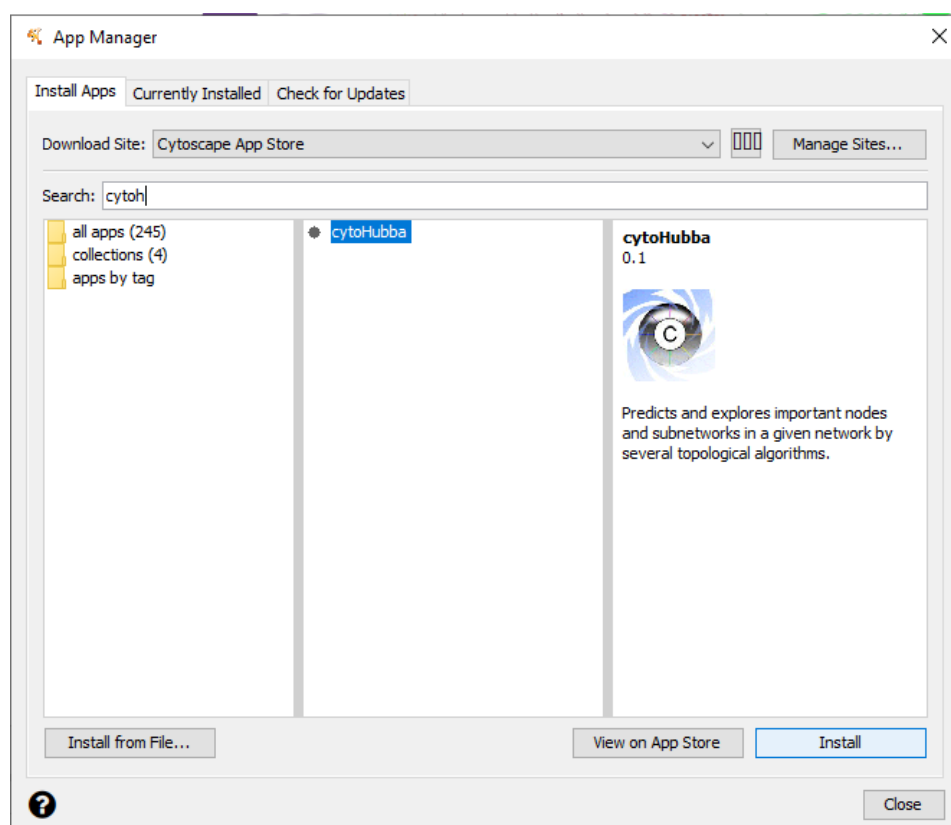 App Manager
Install Apps Currently Installed Check for Updates
Download Site: Cytoscape App Store Manage Sites...
Search: cytoh
all apps (245)
collections (4)
apps by tag
cytoHubba
cytoHubba
0.1
C
Predicts and explores important nodes
and subnetworks in a given network by
several topological algorithms.
Install from File... View on App Store Install
? Close